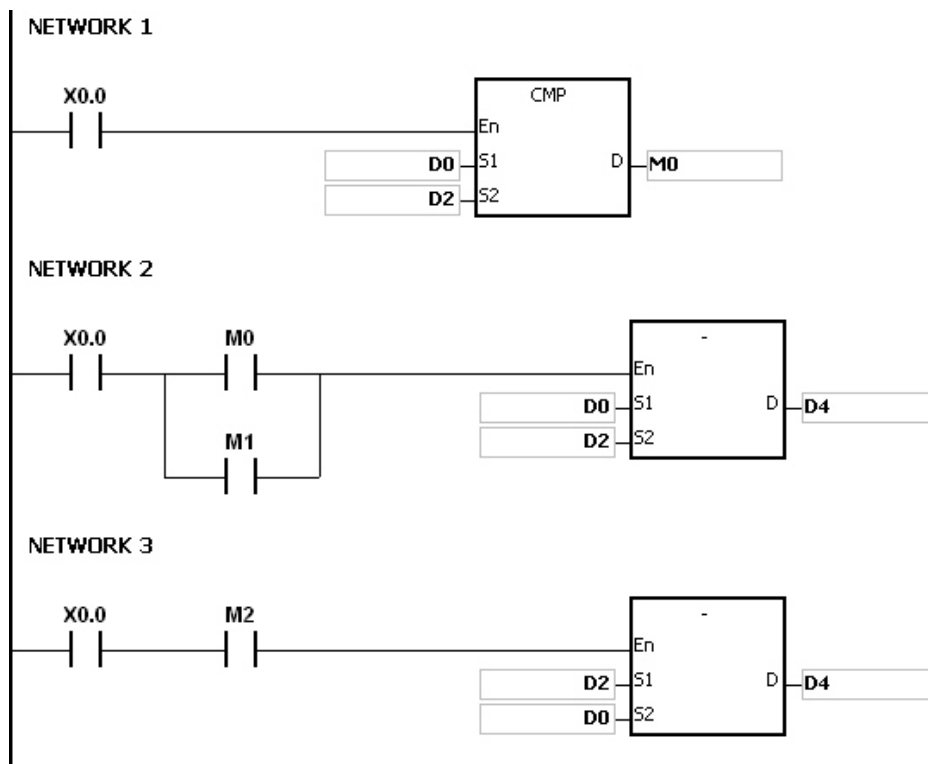 NETWORK 1
X0.0
CMP
En
D0 S1 D M0
D2 S2
NETWORK 2
X0.0 M0
-
En
D0 S1 D D4
D2 S2
M1
NETWORK 3
X0.0 M2
-
En
D2 S1 D D4
D0 S2